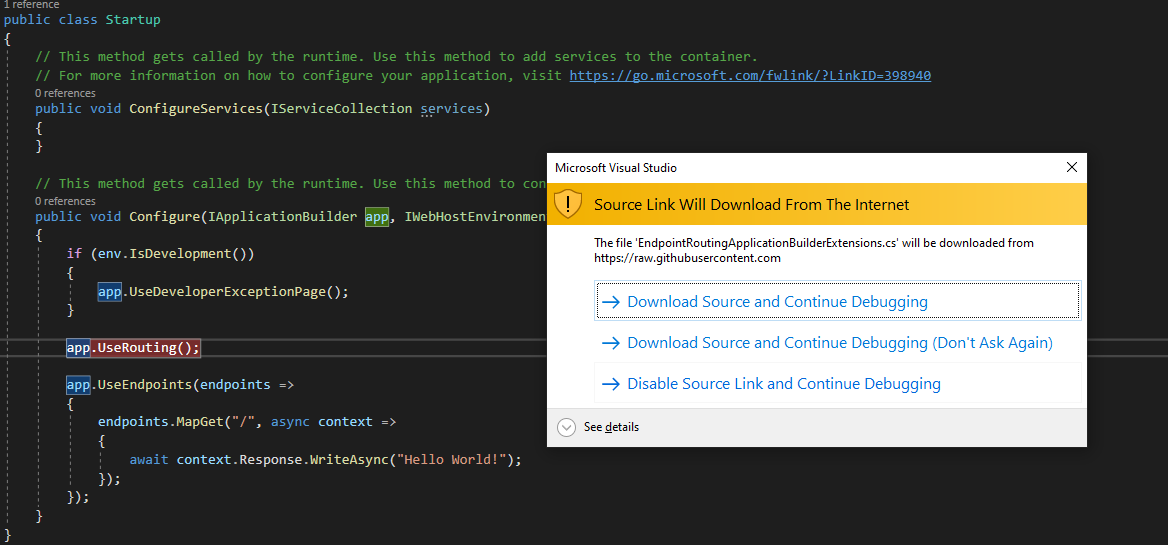 1 reference
public class Startup
{
// This method gets called by the runtime. Use this method to add services to the container.
// For more information on how to configure your application, visit https://go.microsoft.com/fwlink/?LinkID=398940
0 references
public void ConfigureServices(IServiceCollection services)
{
}
// This method gets called by the runtime. Use this method to con
0 references
public void Configure(IApplicationBuilder app, IWebHostEnvironment
{
if (env.IsDevelopment())
{
app.UseDeveloperExceptionPage();
}
app.UseRouting();
app.UseEndpoints(endpoints =>
{
endpoints.MapGet("/", async context =>
{
await context.Response.WriteAsync("Hello World!");
});
});
}
}
Microsoft Visual Studio
Source Link Will Download From The Internet
The file 'EndpointRoutingApplicationBuilderExtensions.cs' will be downloaded from
https://raw.githubusercontent.com
Download Source and Continue Debugging
Download Source and Continue Debugging (Don't Ask Again)
Disable Source Link and Continue Debugging
See details